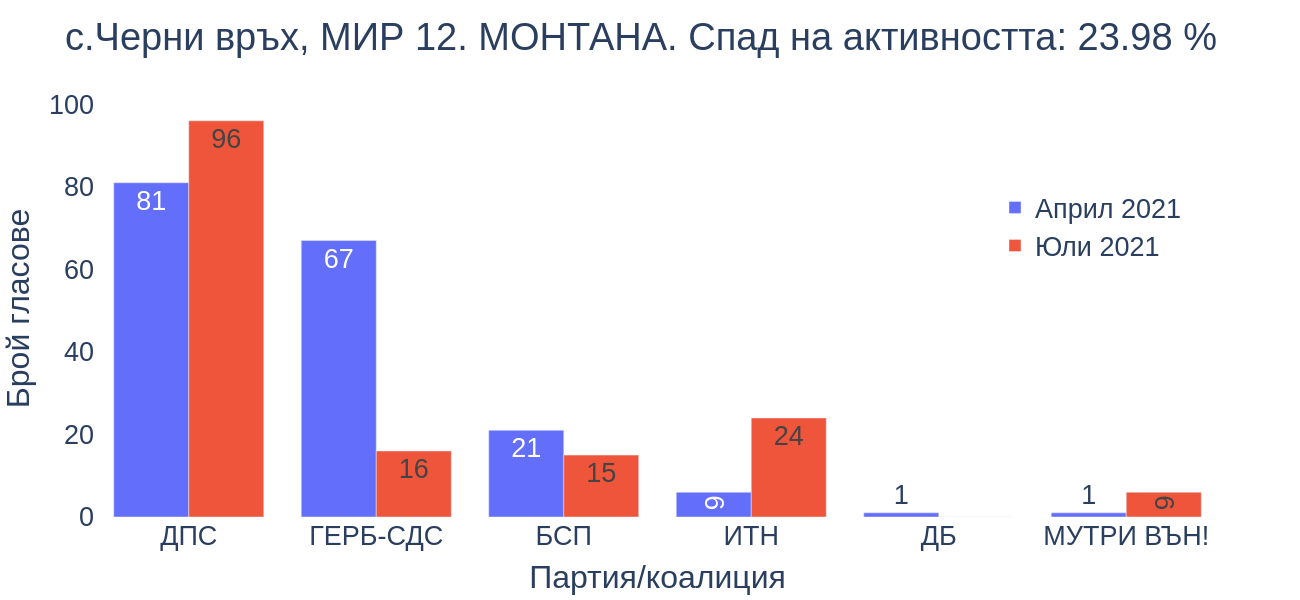 с.Черни връх, МИР 12. МОНТАНА. Спад на активността: 23.98 %
100
80
60
40
20
0
Брой гласове
81
96
67
16
21
15
6
24
1
1
6
Април 2021
Юли 2021
ДПС
ГЕРБ-СДС
БСП
ИТН
ДБ
МУТРИ ВЪН!
Партия/коалиция